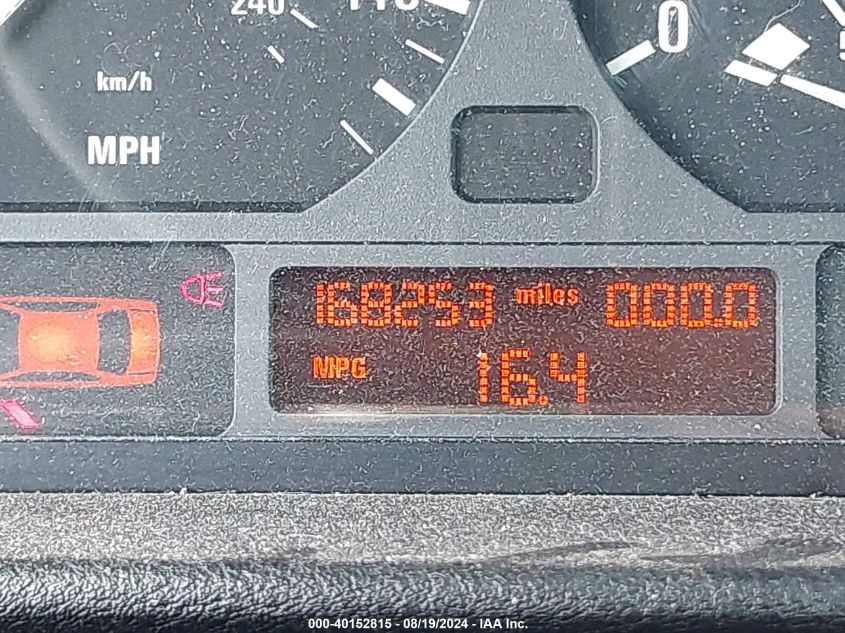 240
km/h
MPH
0
168253 miles 000.0
MPG 16.4
000-40152815 - 08/19/2024 - IAA Inc.